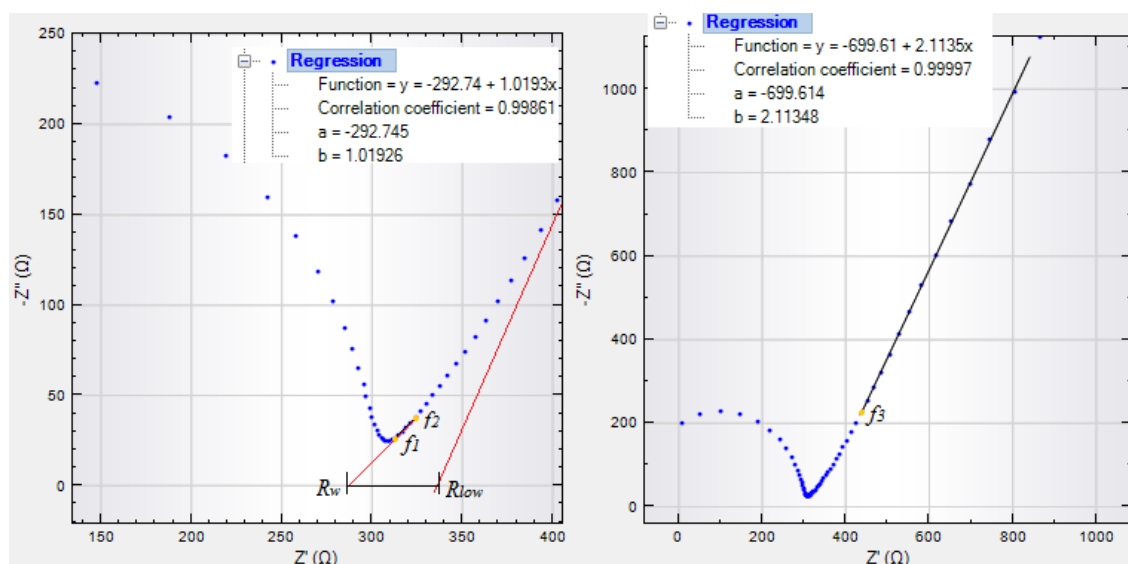 Regression
Function = y = -292.74 + 1.0193x
Correlation coefficient = 0.99861
a = -292.745
b = 1.01926
-Z'' (Ω)
250
200
150
100
50
0
f2
f1
Rw
Rlow
150
200
250
300
350
400
Z' (Ω)
Regression
Function = y = -699.61 + 2.1135x
Correlation coefficient = 0.99997
a = -699.614
b = 2.11348
-Z'' (Ω)
1000
800
600
400
200
0
f3
0
200
400
600
800
1000
Z' (Ω)